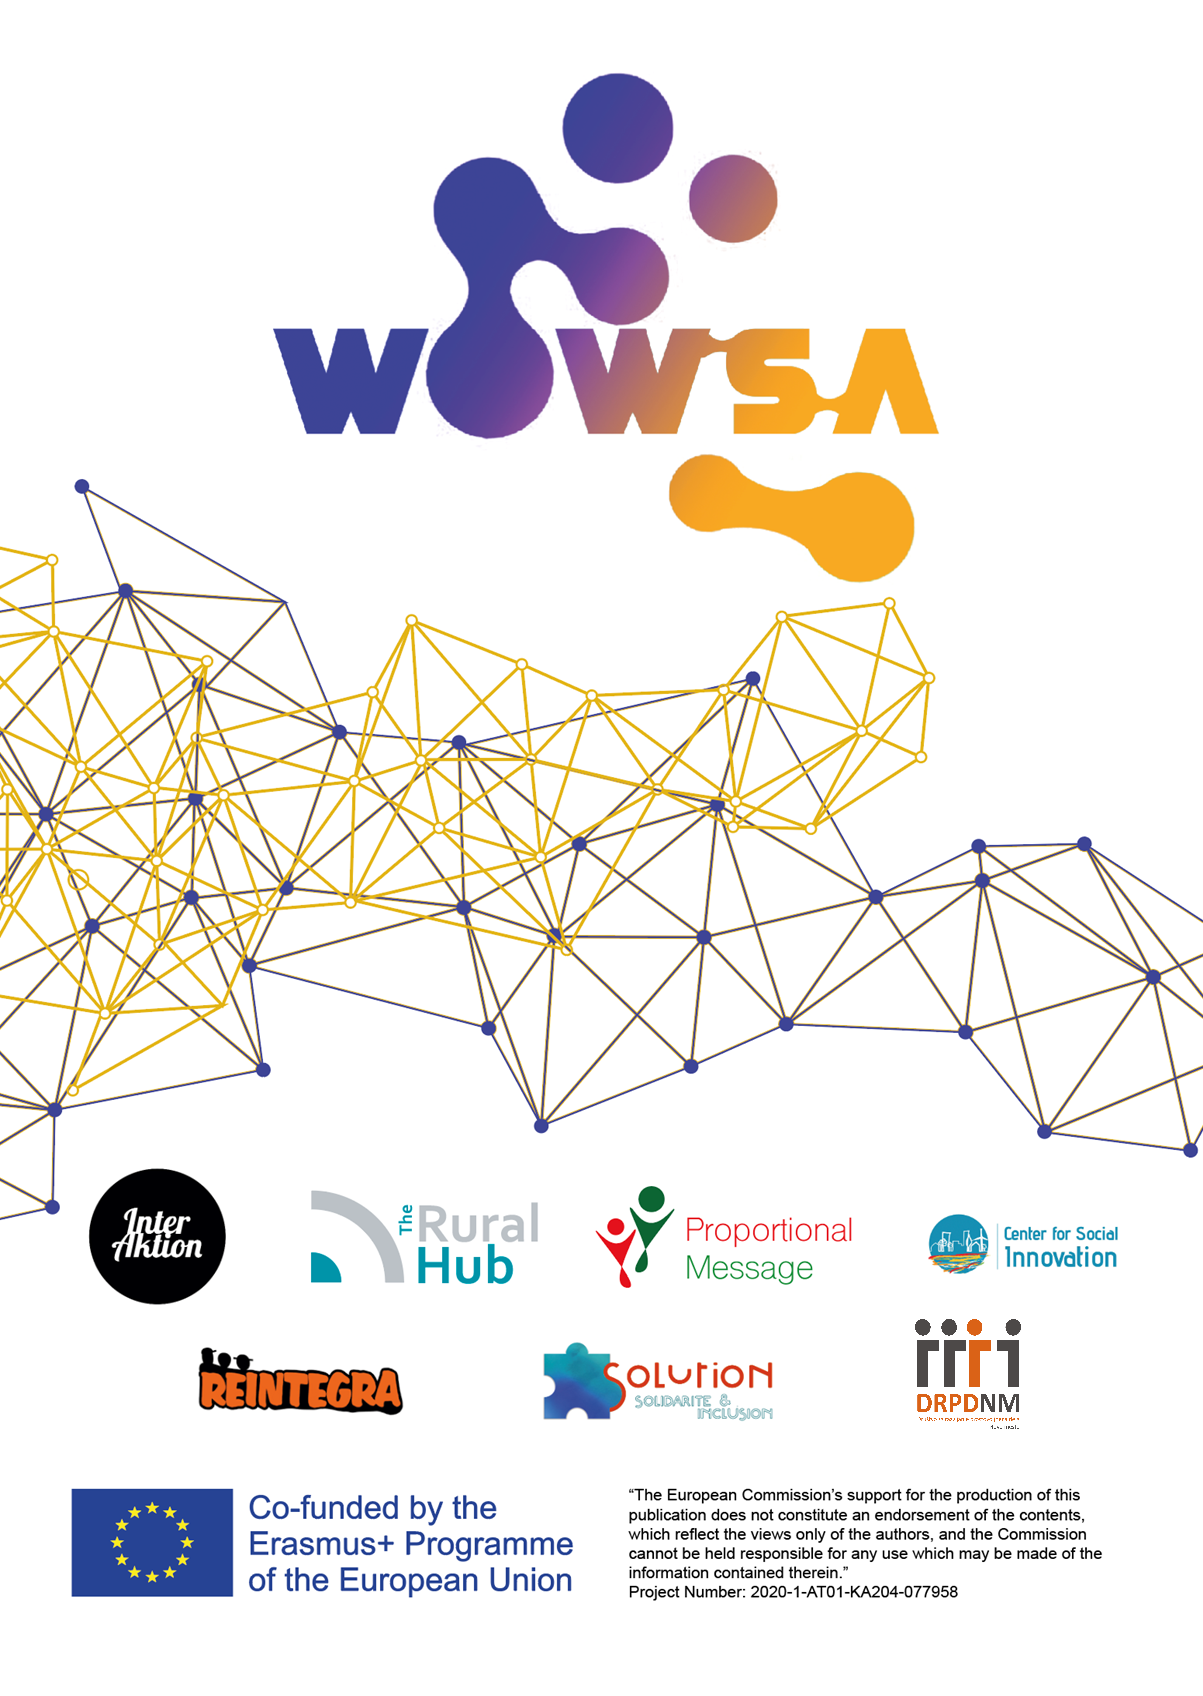 WOWSA
Inter
Aktion
The
Rural
Hub
Proportional
Message
Center for Social
Innovation
REINTEGRA
SOLUTION
SOLIDARITE &
INCLUSION
DRPDNM
Co-funded by the
Erasmus+ Programme
of the European Union
“The European Commission’s support for the production of this
publication does not constitute an endorsement of the contents,
which reflect the views only of the authors, and the Commission
cannot be held responsible for any use which may be made of the
information contained therein.”
Project Number: 2020-1-AT01-KA204-077958